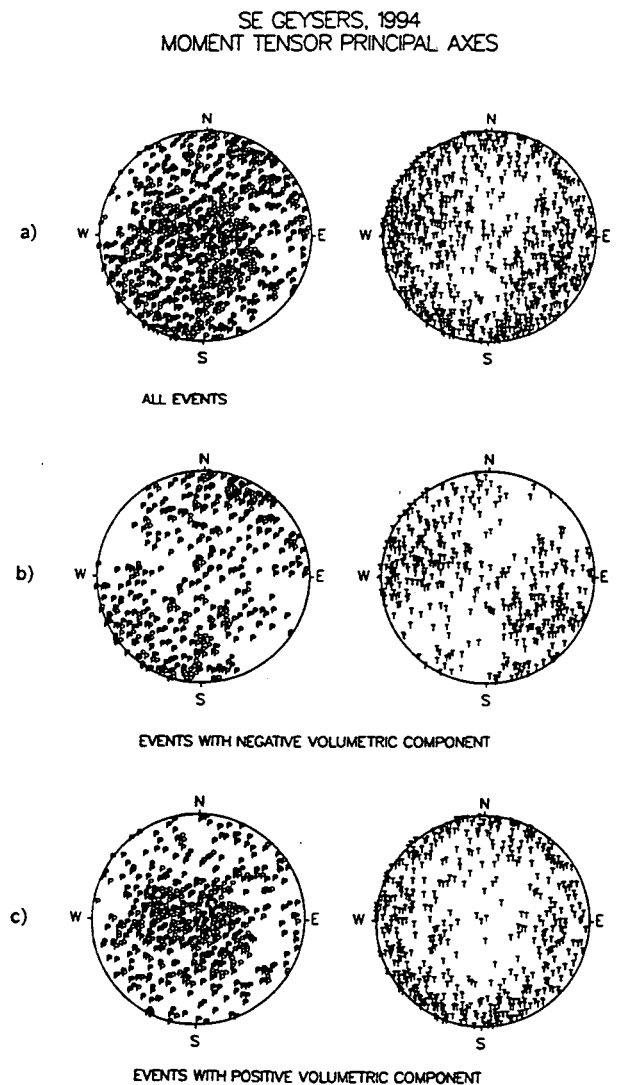 SE GEYSERS, 1994
MOMENT TENSOR PRINCIPAL AXES
N N
a) W E W E
S S
ALL EVENTS
N N
b) W E W E
S S
EVENTS WITH NEGATIVE VOLUMETRIC COMPONENT
N N
c) W E W E
S S
EVENTS WITH POSITIVE VOLUMETRIC COMPONENT